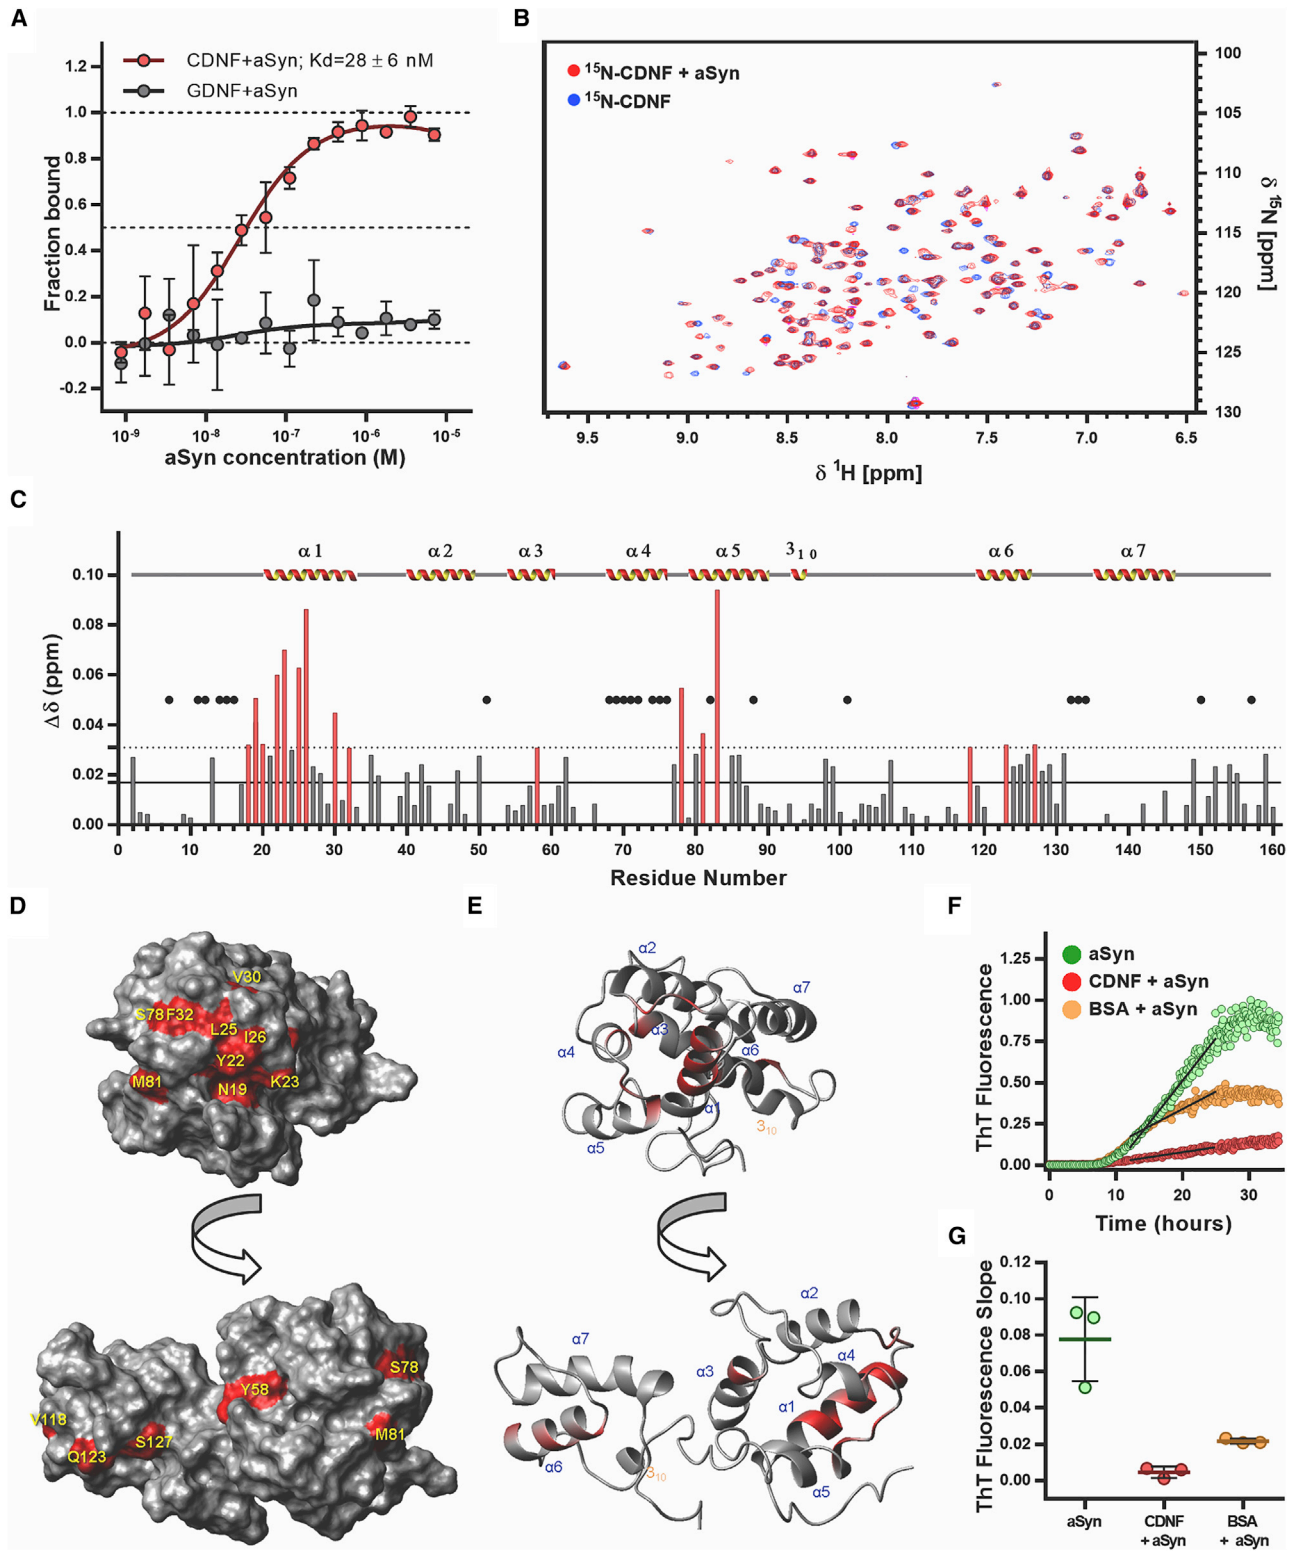 A
CDNF+aSyn; Kd=28 ± 6 nM
GDNF+aSyn
Fraction bound
1.2
1.0
0.8
0.6
0.4
0.2
0.0
-0.2
10⁻⁹ 10⁻⁸ 10⁻⁷ 10⁻⁶ 10⁻⁵
aSyn concentration (M)
B
¹⁵N-CDNF + aSyn
¹⁵N-CDNF
100
105
110
115
120
125
130
δ ¹⁵N [ppm]
9.5 9.0 8.5 8.0 7.5 7.0 6.5
δ ¹H [ppm]
C
α1 α2 α3 α4 α5 3₁₀ α6 α7
Δδ (ppm)
0.10
0.08
0.06
0.04
0.02
0.00
0 10 20 30 40 50 60 70 80 90 100 110 120 130 140 150 160
Residue Number
D
V30
S78 F32
L25
I26
Y22
M81
K23
N19
S78
Y58
V118
M81
S127
Q123
E
α2
α7
α3
α4
α6
α1
3₁₀
α5
α2
α7
α4
α3
α1
α6
3₁₀
α5
F
aSyn
CDNF + aSyn
BSA + aSyn
ThT Fluorescence
1.25
1.00
0.75
0.50
0.25
0.00
0 10 20 30
Time (hours)
G
ThT Fluorescence Slope
0.12
0.10
0.08
0.06
0.04
0.02
0.00
aSyn CDNF BSA
+ aSyn + aSyn